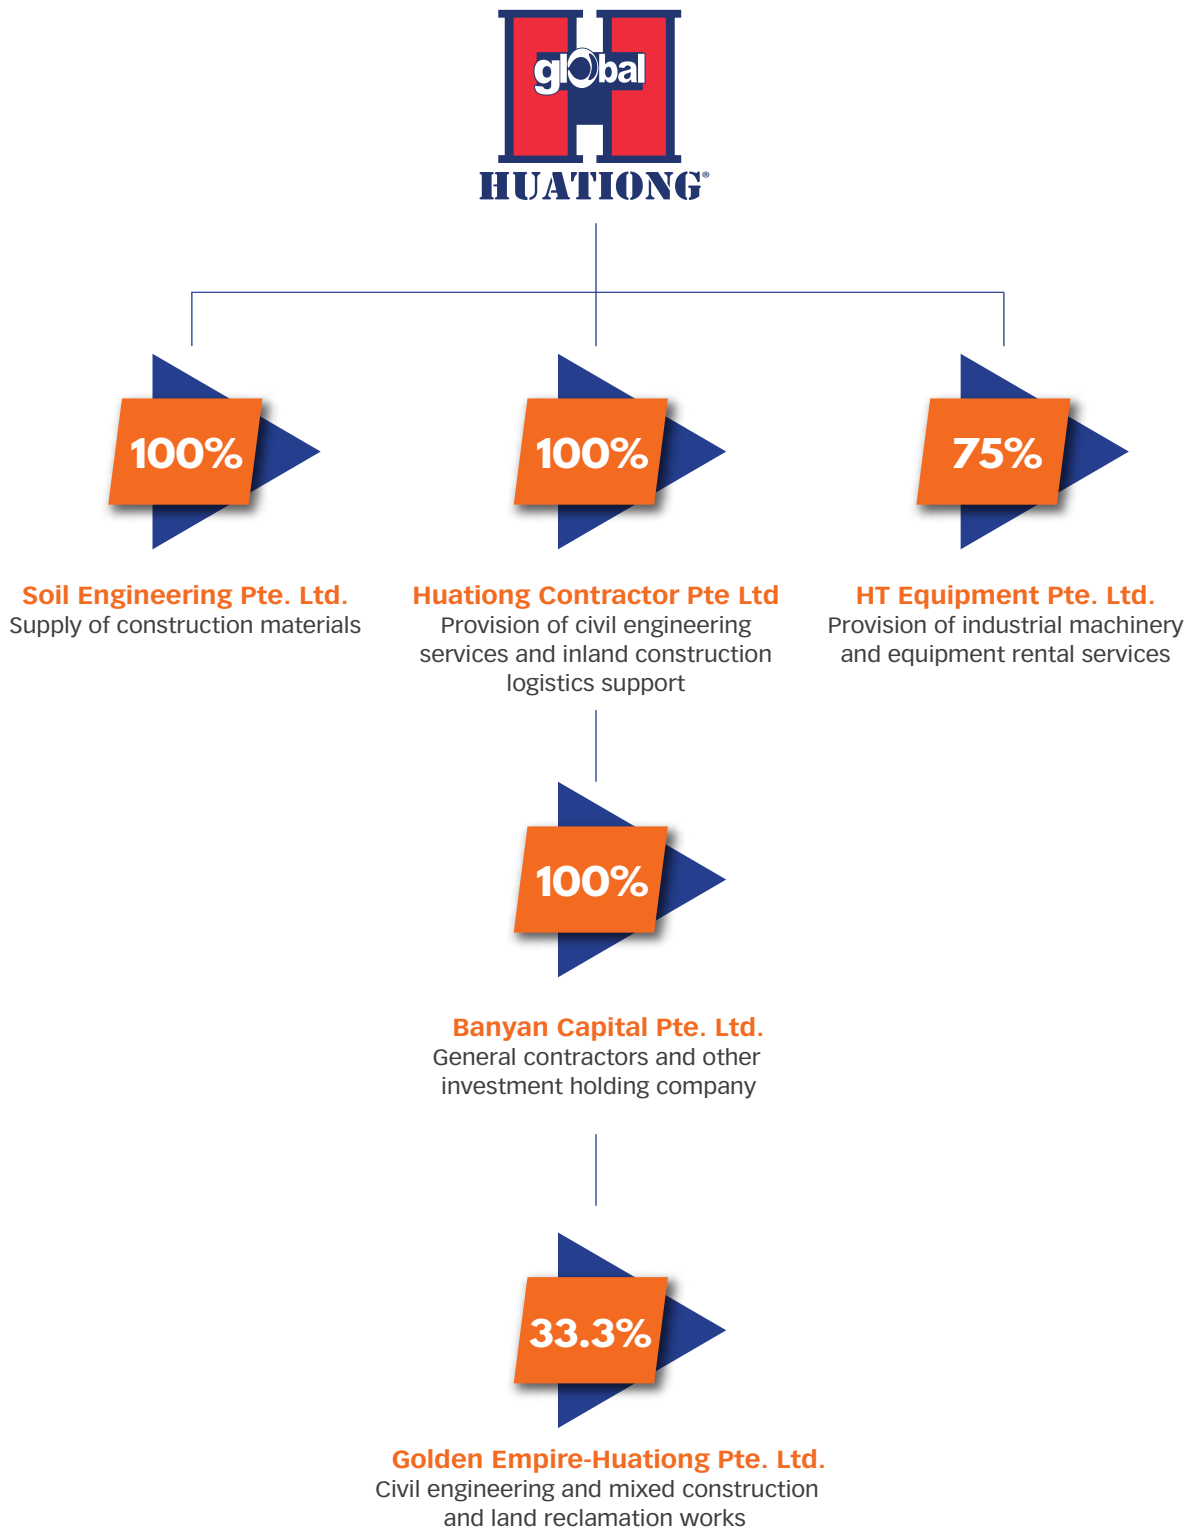 global
HUATIONG®
100%
100%
75%
Soil Engineering Pte. Ltd.
Supply of construction materials
Huationg Contractor Pte Ltd
Provision of civil engineering
services and inland construction
logistics support
HT Equipment Pte. Ltd.
Provision of industrial machinery
and equipment rental services
100%
Banyan Capital Pte. Ltd.
General contractors and other
investment holding company
33.3%
Golden Empire-Huationg Pte. Ltd.
Civil engineering and mixed construction
and land reclamation works